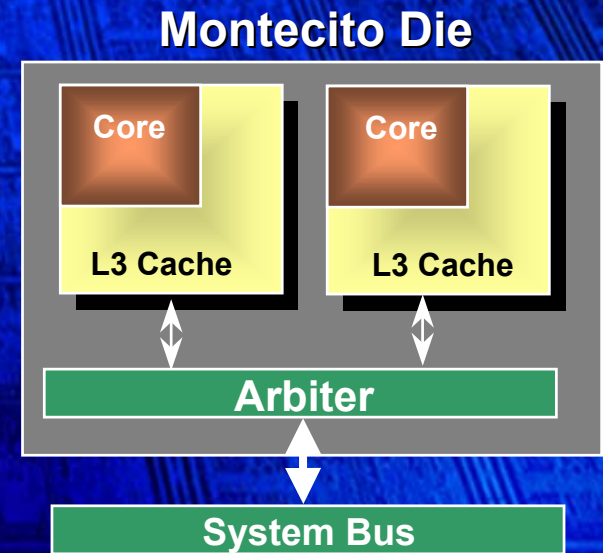 Montecito Die
Core
Core
L3 Cache
L3 Cache
Arbiter
System Bus